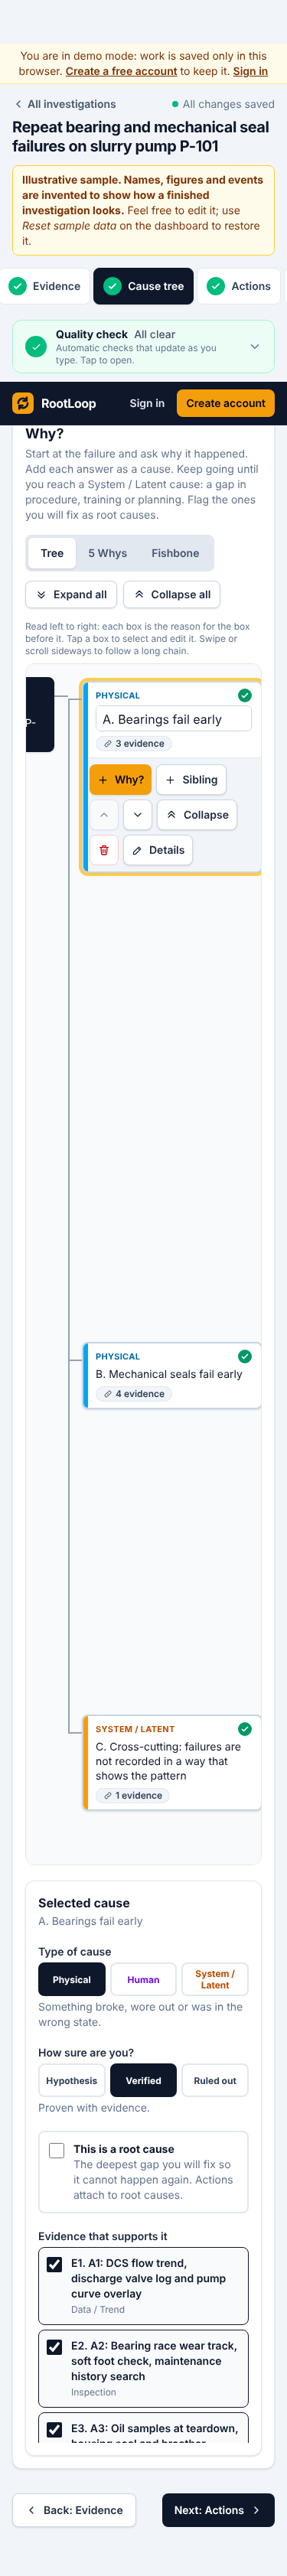 You are in demo mode: work is saved only in this
browser. Create a free account to keep it. Sign in
All investigations
All changes saved
Repeat bearing and mechanical seal
failures on slurry pump P-101
Illustrative sample. Names, figures and events
are invented to show how a finished
investigation looks. Feel free to edit it; use
Reset sample data on the dashboard to restore
it.
Evidence
Cause tree
Actions
Quality check All clear
Automatic checks that update as you
type. Tap to open.
RootLoop
Sign in
Create account
Why?
Start at the failure and ask why it happened.
Add each answer as a cause. Keep going until
you reach a System / Latent cause: a gap in
procedure, training or planning. Flag the ones
you will fix as root causes.
Tree
5 Whys
Fishbone
Expand all
Collapse all
Read left to right: each box is the reason for the box
before it. Tap a box to select and edit it. Swipe or
scroll sideways to follow a long chain.
P-
PHYSICAL
A. Bearings fail early
3 evidence
Why?
Sibling
Collapse
Details
PHYSICAL
B. Mechanical seals fail early
4 evidence
SYSTEM / LATENT
C. Cross-cutting: failures are
not recorded in a way that
shows the pattern
1 evidence
Selected cause
A. Bearings fail early
Type of cause
Physical
Human
System /
Latent
Something broke, wore out or was in the
wrong state.
How sure are you?
Hypothesis
Verified
Ruled out
Proven with evidence.
This is a root cause
The deepest gap you will fix so
it cannot happen again. Actions
attach to root causes.
Evidence that supports it
E1. A1: DCS flow trend,
discharge valve log and pump
curve overlay
Data / Trend
E2. A2: Bearing race wear track,
soft foot check, maintenance
history search
Inspection
E3. A3: Oil samples at teardown,
Back: Evidence
Next: Actions